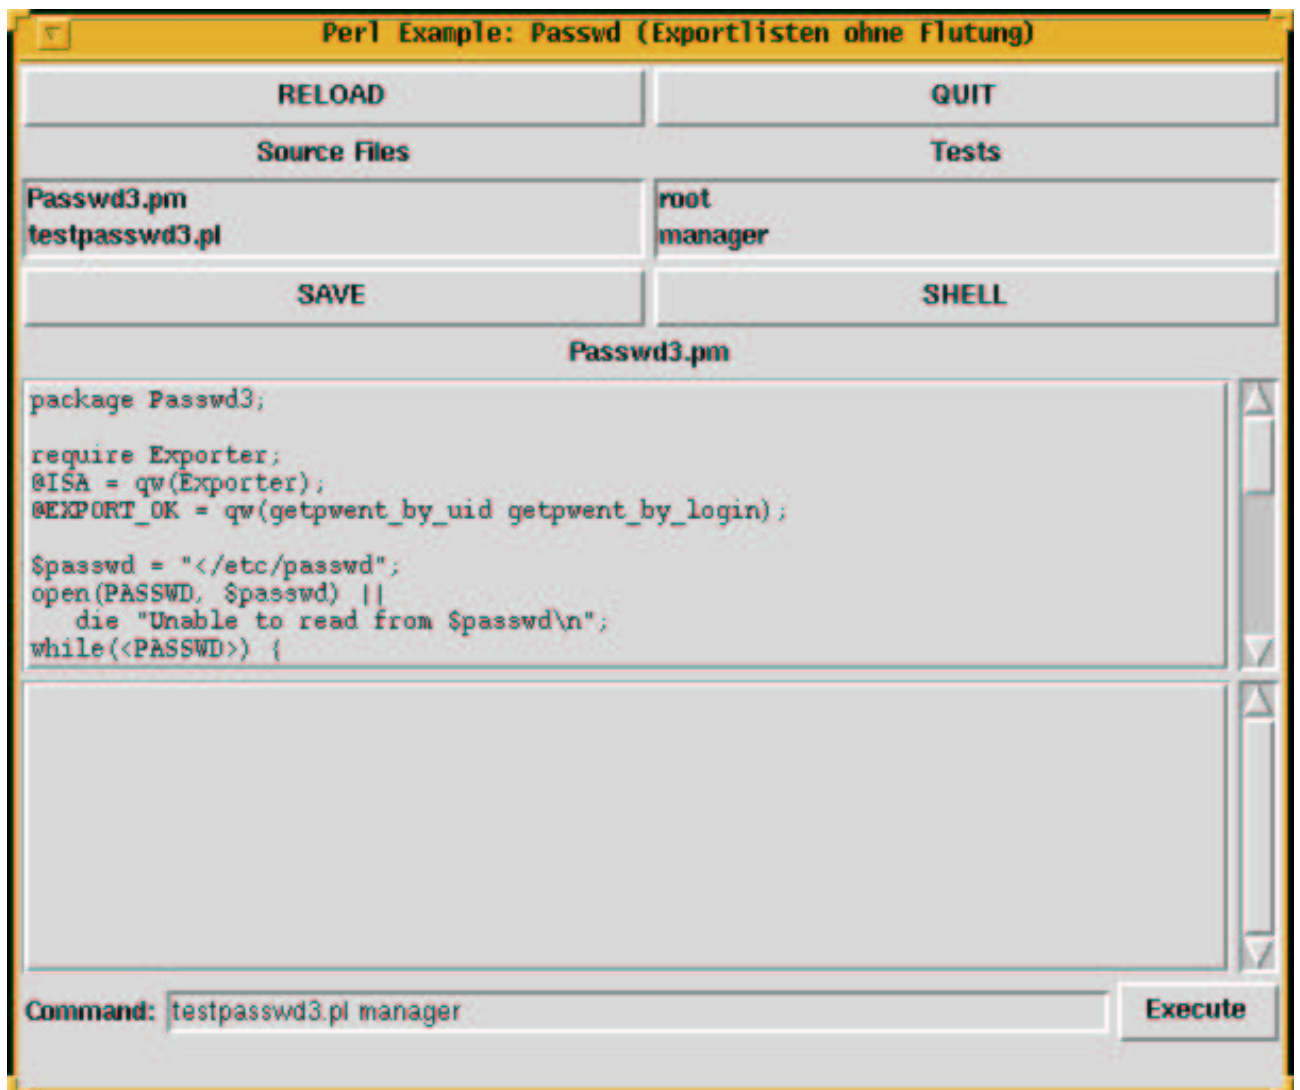 Perl Example: Passwd (Exportlisten ohne Flutung)
RELOAD QUIT
Source Files Tests
Passwd3.pm root
testpasswd3.pl manager
SAVE SHELL
Passwd3.pm
package Passwd3;
require Exporter;
@ISA = qw(Exporter);
@EXPORT_OK = qw(getpwent_by_uid getpwent_by_login);
$passwd = "</etc/passwd";
open(PASSWD, $passwd) ||
   die "Unable to read from $passwd\n";
while(<PASSWD>) {
Command: testpasswd3.pl manager Execute